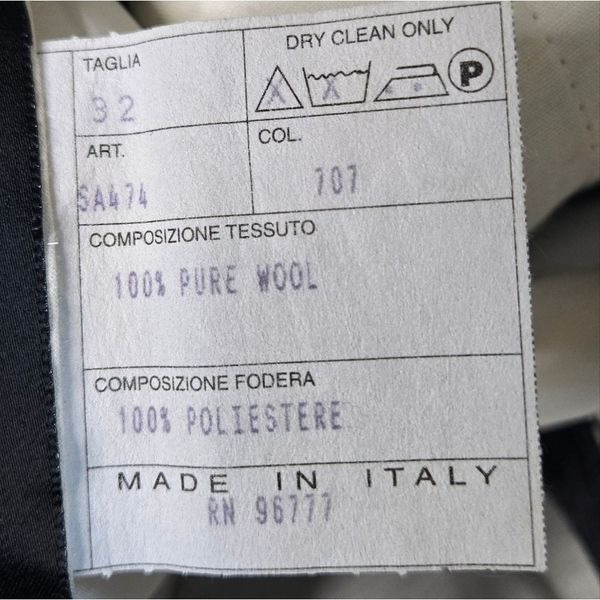 TAGLIA
32
DRY CLEAN ONLY
X X P
ART.
SA474
COL.
707
COMPOSIZIONE TESSUTO
100% PURE WOOL
COMPOSIZIONE FODERA
100% POLIESTERE
MADE IN ITALY
RN 96777